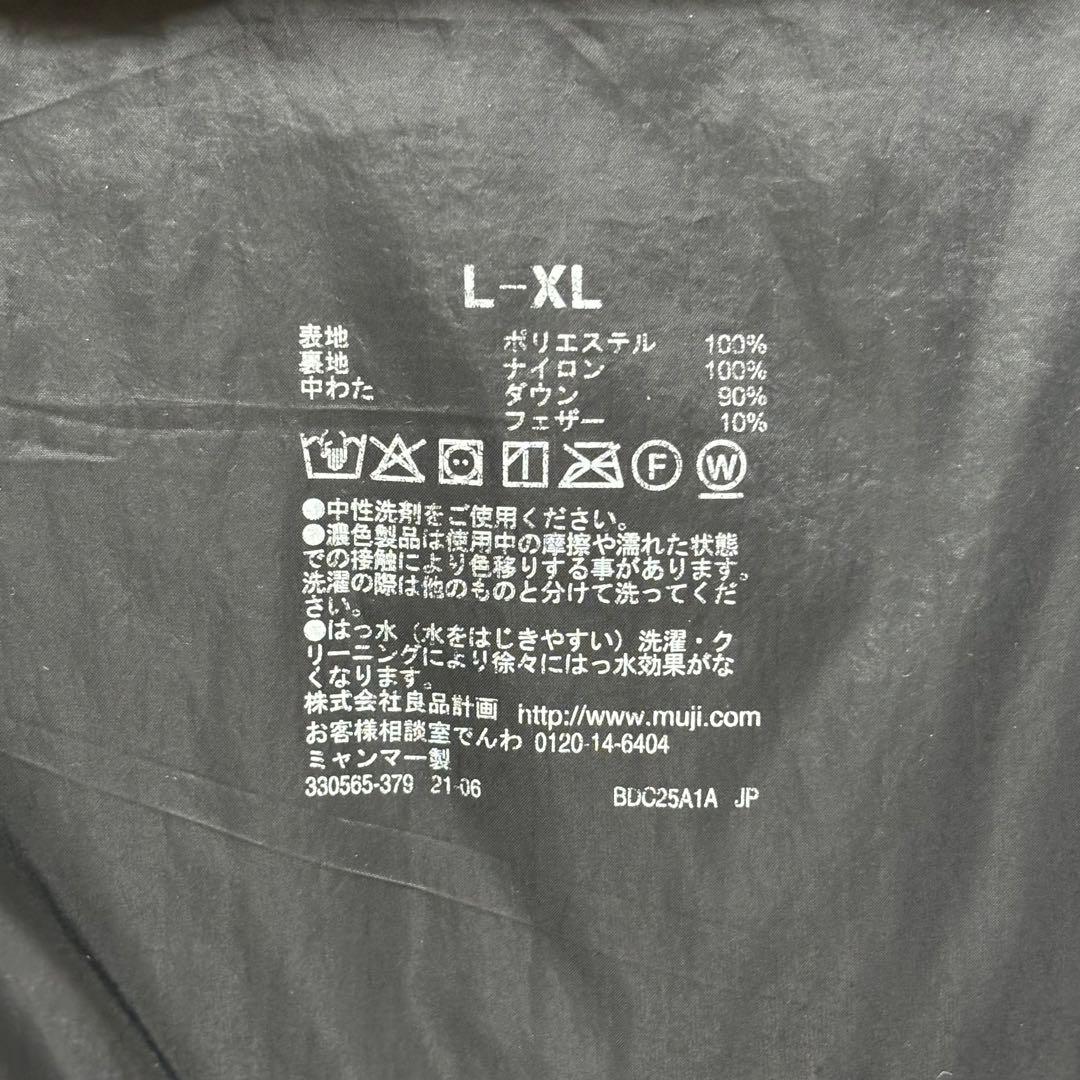 L-XL
表地 ポリエステル 100%
裏地 ナイロン 100%
中わた ダウン 90%
フェザー 10%
F W
●中性洗剤をご使用ください。
●濃色製品は使用中の摩擦や濡れた状態
での接触により色移りする事があります。
洗濯の際は他のものと分けて洗ってくだ
さい。
●はっ水（水をはじきやすい）洗濯・ク
リーニングにより徐々にはっ水効果がな
くなります。
株式会社良品計画 http://www.muji.com
お客様相談室でんわ 0120-14-6404
ミャンマー製
330565-379 21-06 BDC25A1A JP